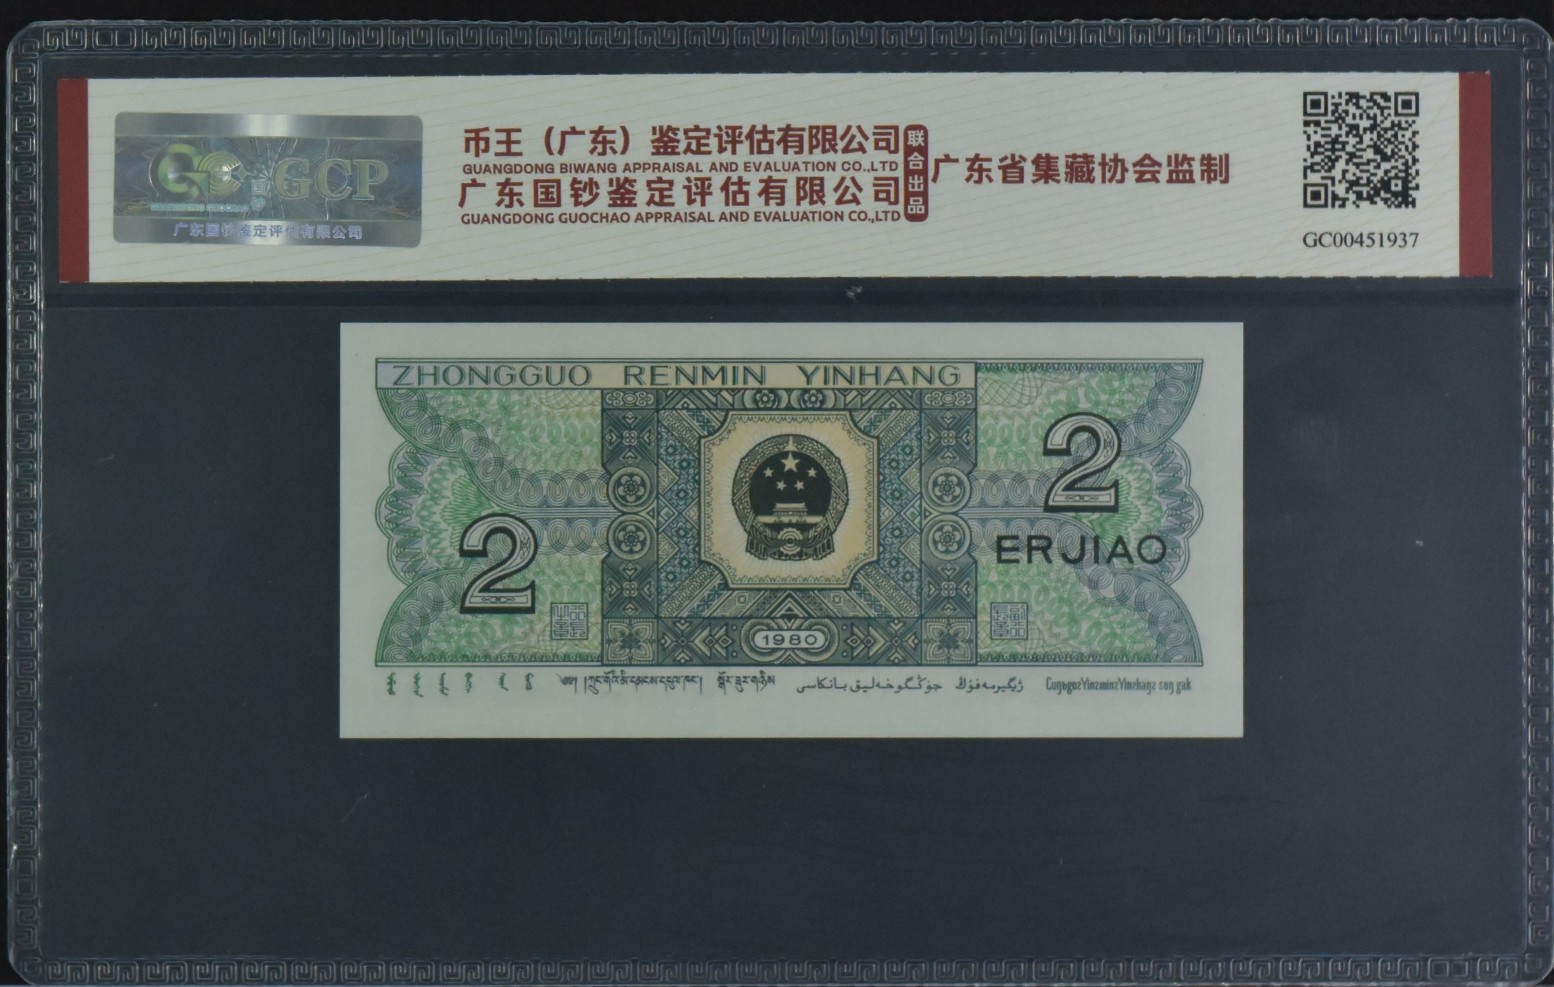 币王（广东）鉴定评估有限公司
GUANGDONG BIWANG APPRAISAL AND EVALUATION CO.,LTD
广东国钞鉴定评估有限公司
GUANGDONG GUOCHAO APPRAISAL AND EVALUATION CO.,LTD
联合出品
广东省集藏协会监制
GCP
广东国钞鉴定评估有限公司
GC00451937
ZHONGGUO RENMIN YINHANG
2
2
ERJIAO
1980
جۇڭگوخەلىق بانكاسى